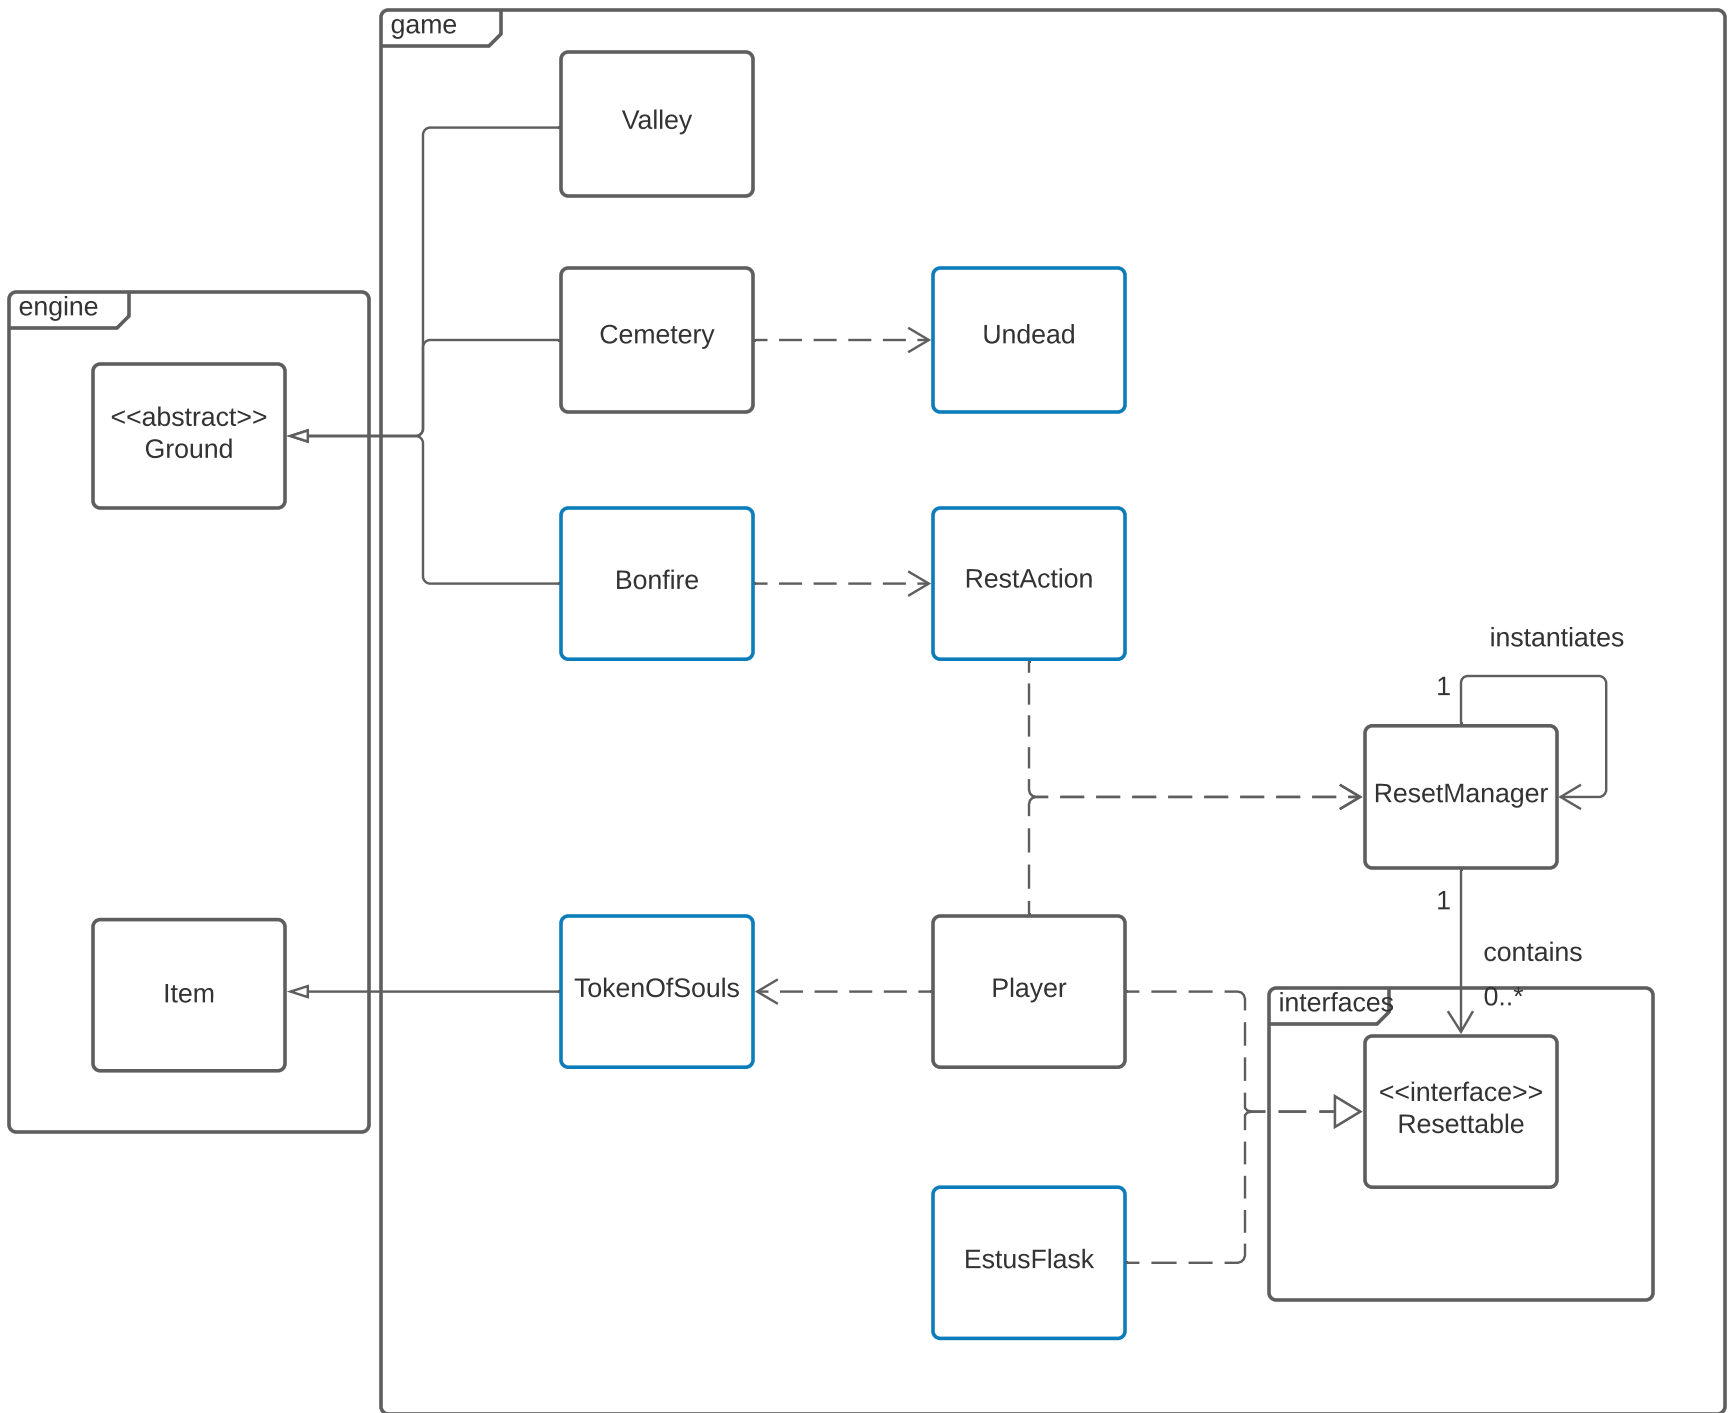 game
Valley
engine
Cemetery
Undead
<<abstract>>
Ground
Bonfire
RestAction
instantiates
1
ResetManager
1
contains
Item
TokenOfSouls
Player
interfaces
0..*
<<interface>>
Resettable
EstusFlask